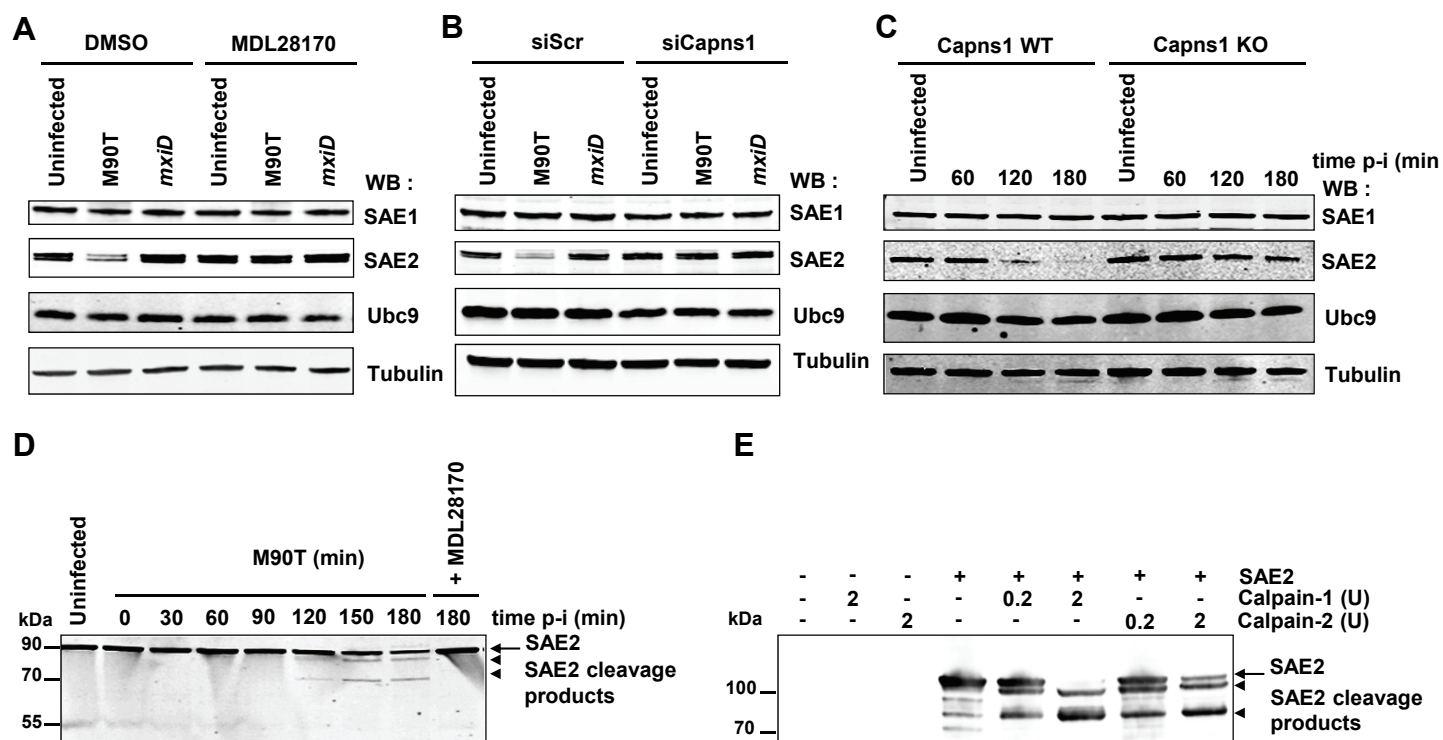 A
DMSO
MDL28170
Uninfected
M90T
mxiD
Uninfected
M90T
mxiD
WB :
SAE1
SAE2
Ubc9
Tubulin
B
siScr
siCapns1
Uninfected
M90T
mxiD
Uninfected
M90T
mxiD
WB :
SAE1
SAE2
Ubc9
Tubulin
C
Capns1 WT
Capns1 KO
Uninfected
60 120 180
Uninfected
60 120 180
time p-i (min
WB :
SAE1
SAE2
Ubc9
Tubulin
D
Uninfected
M90T (min)
+ MDL28170
kDa
0 30 60 90 120 150 180 time p-i (min) 180
90
70
55
SAE2
SAE2 cleavage
products
E
- - - + + + + + SAE2
- 2 - - 0.2 2 - - Calpain-1 (U)
- - 2 - - - 0.2 2 Calpain-2 (U)
kDa
100
70
SAE2
SAE2 cleavage
products